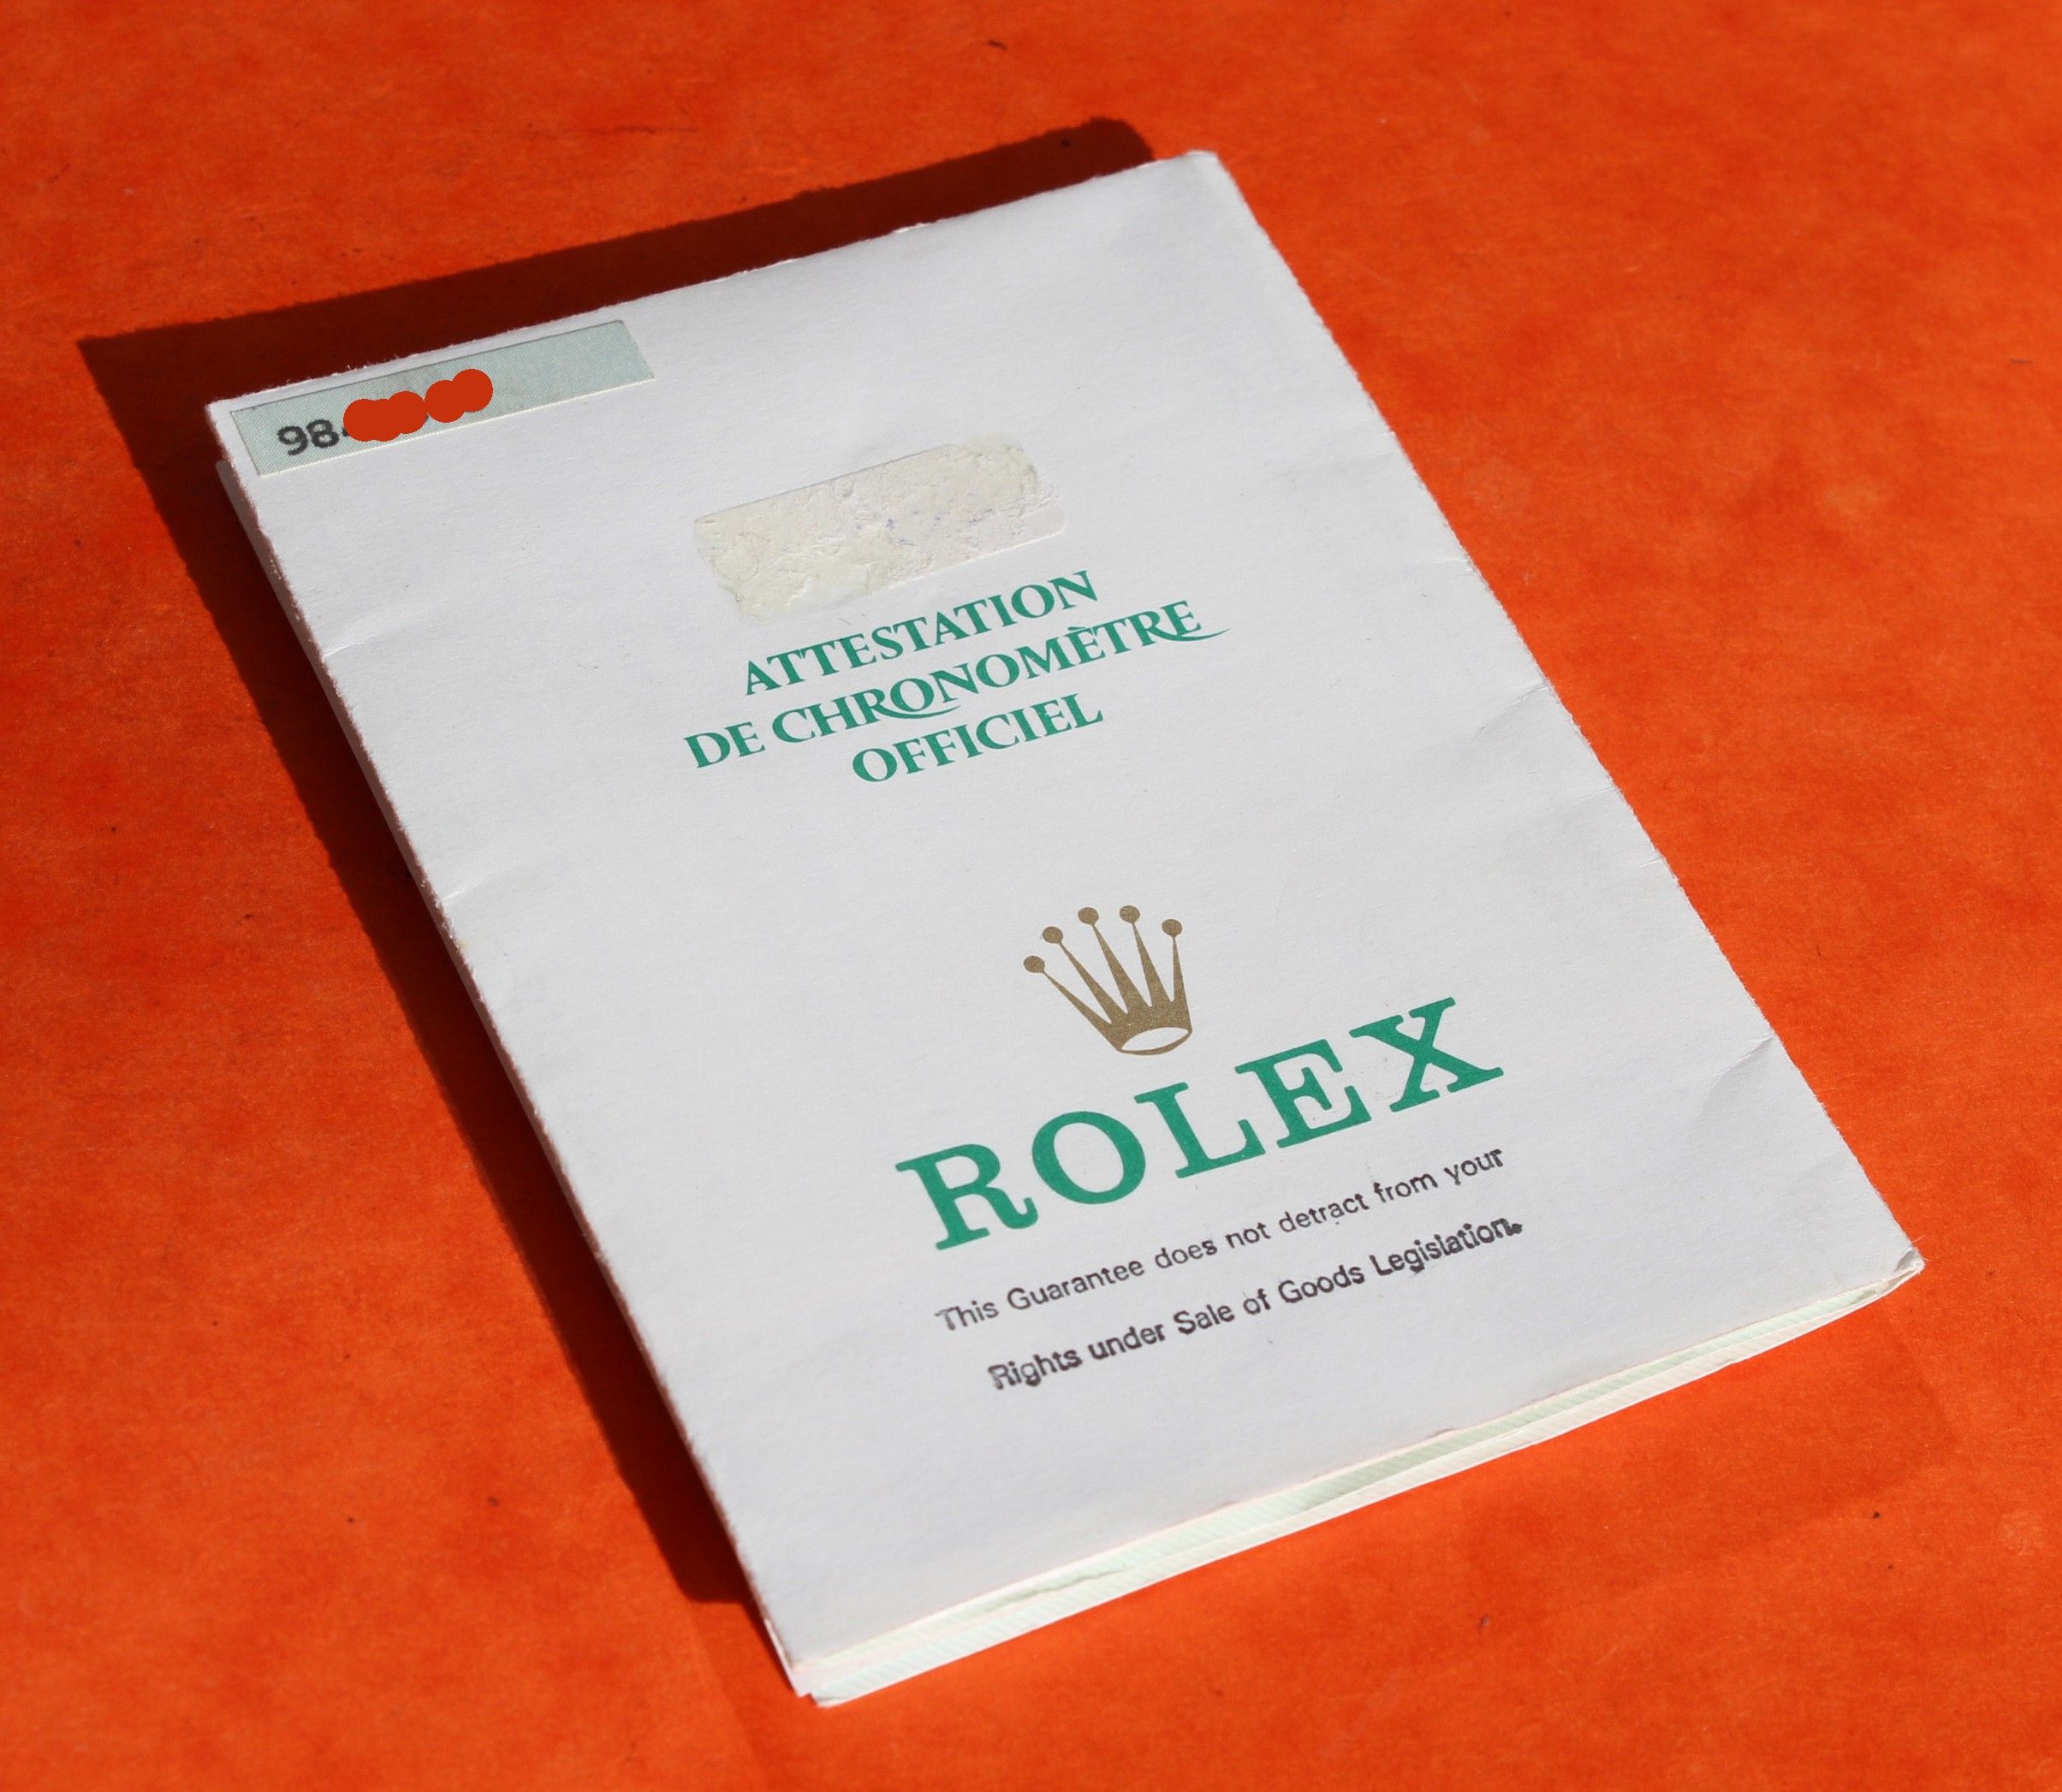 98
ATTESTATION
DE CHRONOMÈTRE
OFFICIEL
ROLEX
This Guarantee does not detract from your
Rights under Sale of Goods Legislation.